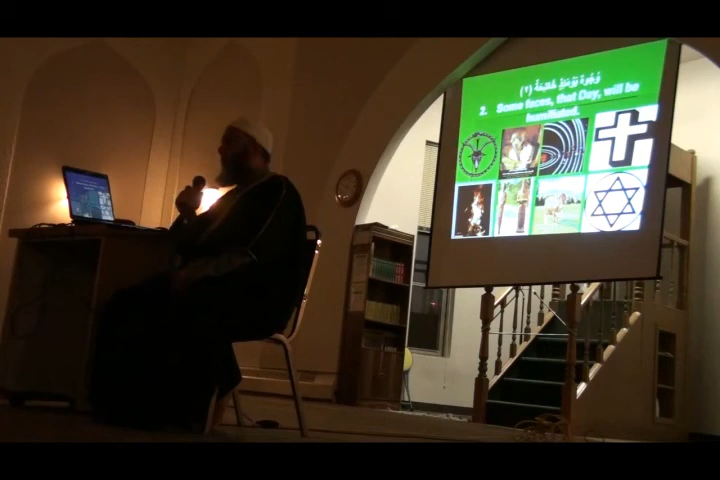 وُجُوهٌ يَوْمَئِذٍ خَاشِعَةٌ (٢)
2. Some faces, that Day, will be
humiliated.